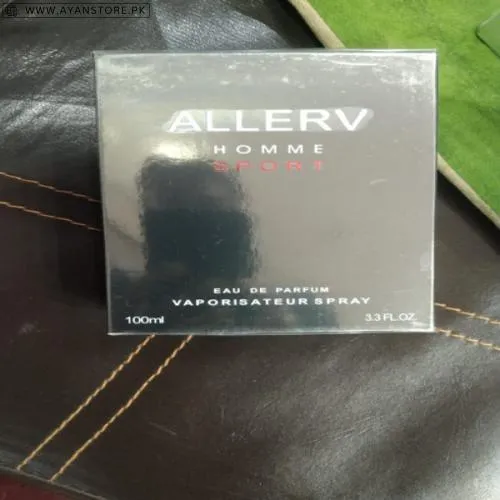 WWW.AYANSTORE.PK
ALLERV
HOMME
SPORT
EAU DE PARFUM
VAPORISATEUR SPRAY
100ml 3.3 FL.OZ.